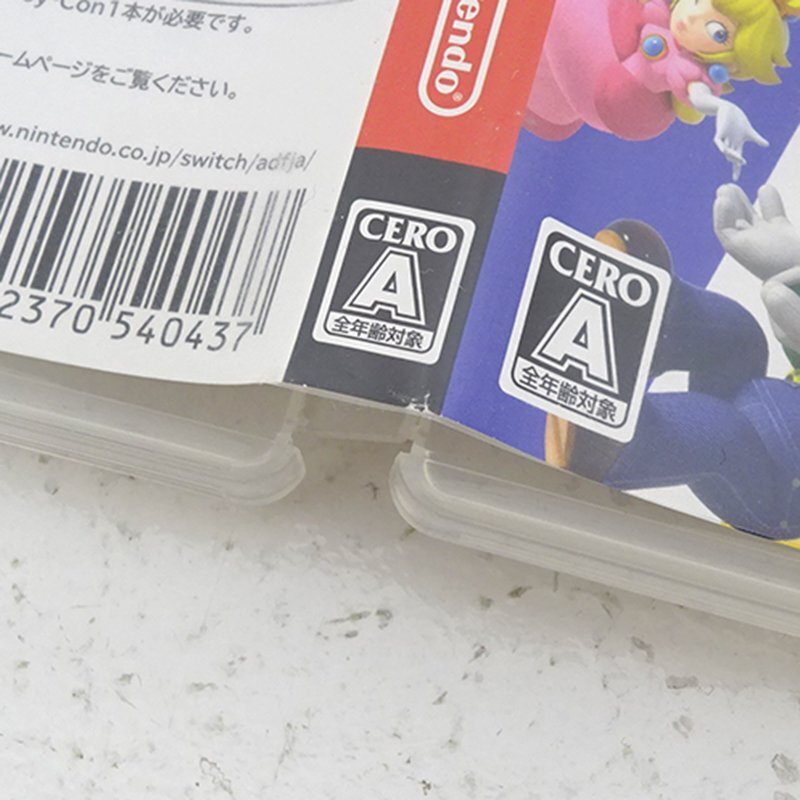 y-Con1本が必要です。
ームページをご覧ください。
w.nintendo.co.jp/switch/adfja/
2370 540437
endo®
CERO
A
全年齢対象
CERO
A
全年齢対象